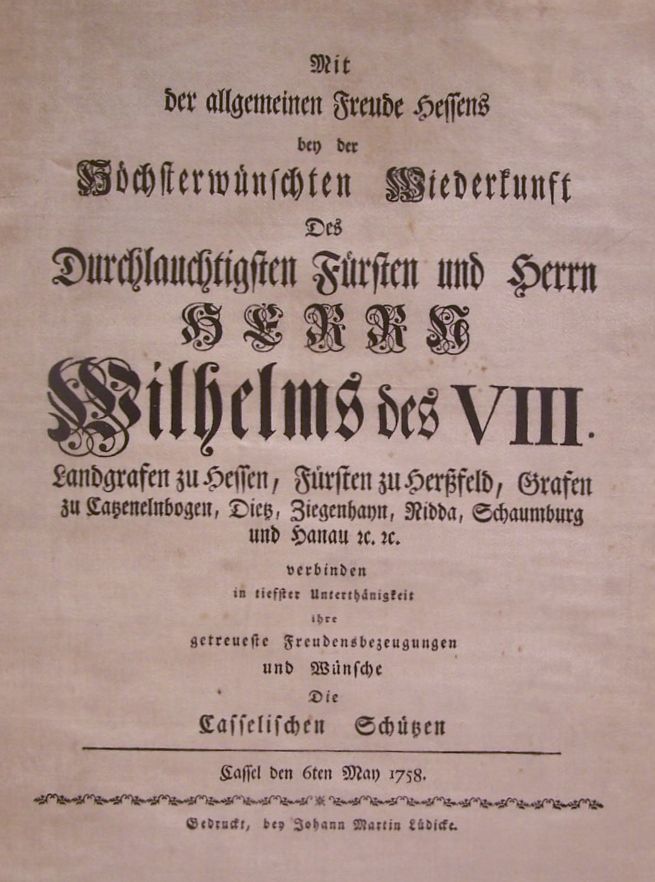 Mit
der allgemeinen Freude Hessens
bey der
Höchsterwünschten Wiederkunft
Des
Durchlauchtigsten Fürsten und Herrn
HERRN
Wilhelms des VIII.
Landgrafen zu Hessen, Fürsten zu Herßfeld, Grafen
zu Catzenelnbogen, Dietz, Ziegenhayn, Nidda, Schaumburg
und Hanau ꝛc. ꝛc.
verbinden
in tiefster Unterthänigkeit
ihre
getreueste Freudensbezeugungen
und Wünsche
Die
Casselischen Schützen
Cassel den 6ten May 1758.
Gedruckt, bey Johann Martin Lüdicke.